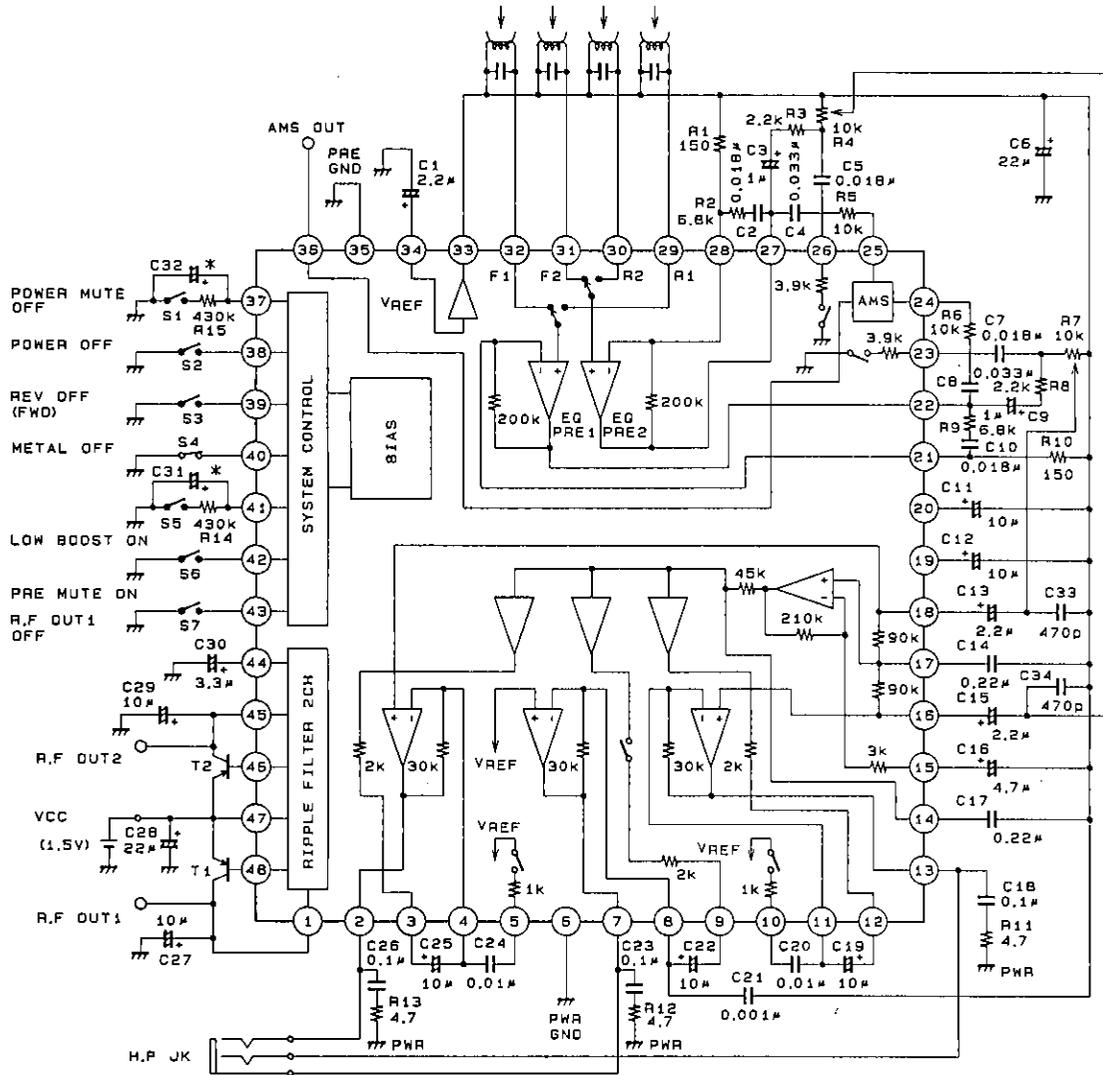 AMS OUT
PRE
GND
C1
2.2μ
R1
150
0.018μ
C3
1μ
2.2k
R3
0.033μ
10k
R4
C5
0.018μ
C6
22μ
R2
6.8k
C2
C4
R5
10k
36
35
34
33
32
31
30
29
28
27
26
25
VREF
F1
F2
R2
R1
3.9k
AMS
24
R6
10k
C7
0.018μ
R7
10k
3.9k
23
0.033μ
C8
2.2k
R8
22
1μ
C9
R9
6.8k
C10
0.018μ
R10
150
21
C11
10μ
20
C12
10μ
19
C13
2.2μ
C33
470p
18
C14
0.22μ
C34
470p
17
C15
2.2μ
16
C16
4.7μ
15
C17
0.22μ
14
13
C18
0.1μ
R11
4.7
PWR
C32
*
POWER MUTE
OFF
S1
430k
R15
37
POWER OFF
S2
38
REV OFF
(FWD)
S3
39
METAL OFF
S4
40
C31
*
S5
430k
R14
41
LOW BOOST ON
S6
42
PRE MUTE ON
R.F OUT1
OFF
S7
43
C30
3.3μ
44
C29
10μ
45
R.F OUT2
T2
46
VCC
(1.5V)
C28
22μ
47
T1
48
R.F OUT1
10μ
C27
SYSTEM CONTROL
BIAS
RIPPLE FILTER 2CH
200k
EQ
PRE1
EQ
PRE2
200k
45k
210k
90k
90k
3k
2k
30k
VREF
30k
30k
2k
VREF
1k
2k
VREF
1k
1
2
3
4
5
6
7
8
9
10
11
12
C26
0.1μ
C25
10μ
C24
0.01μ
R13
4.7
PWR
PWR
GND
C23
0.1μ
R12
4.7
PWR
C22
10μ
C21
0.001μ
C20
0.01μ
C19
10μ
H.P JK